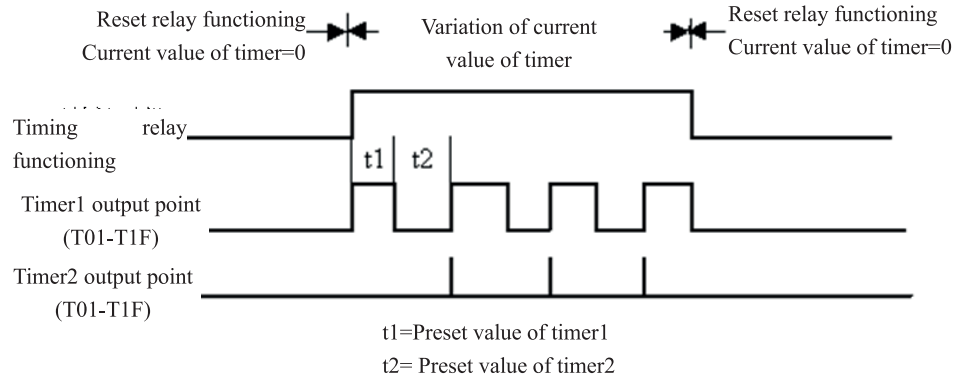 Reset relay functioning
Current value of timer=0
Variation of current
value of timer
Reset relay functioning
Current value of timer=0
Timing relay
functioning
t1 t2
Timer1 output point
(T01-T1F)
Timer2 output point
(T01-T1F)
t1=Preset value of timer1
t2= Preset value of timer2